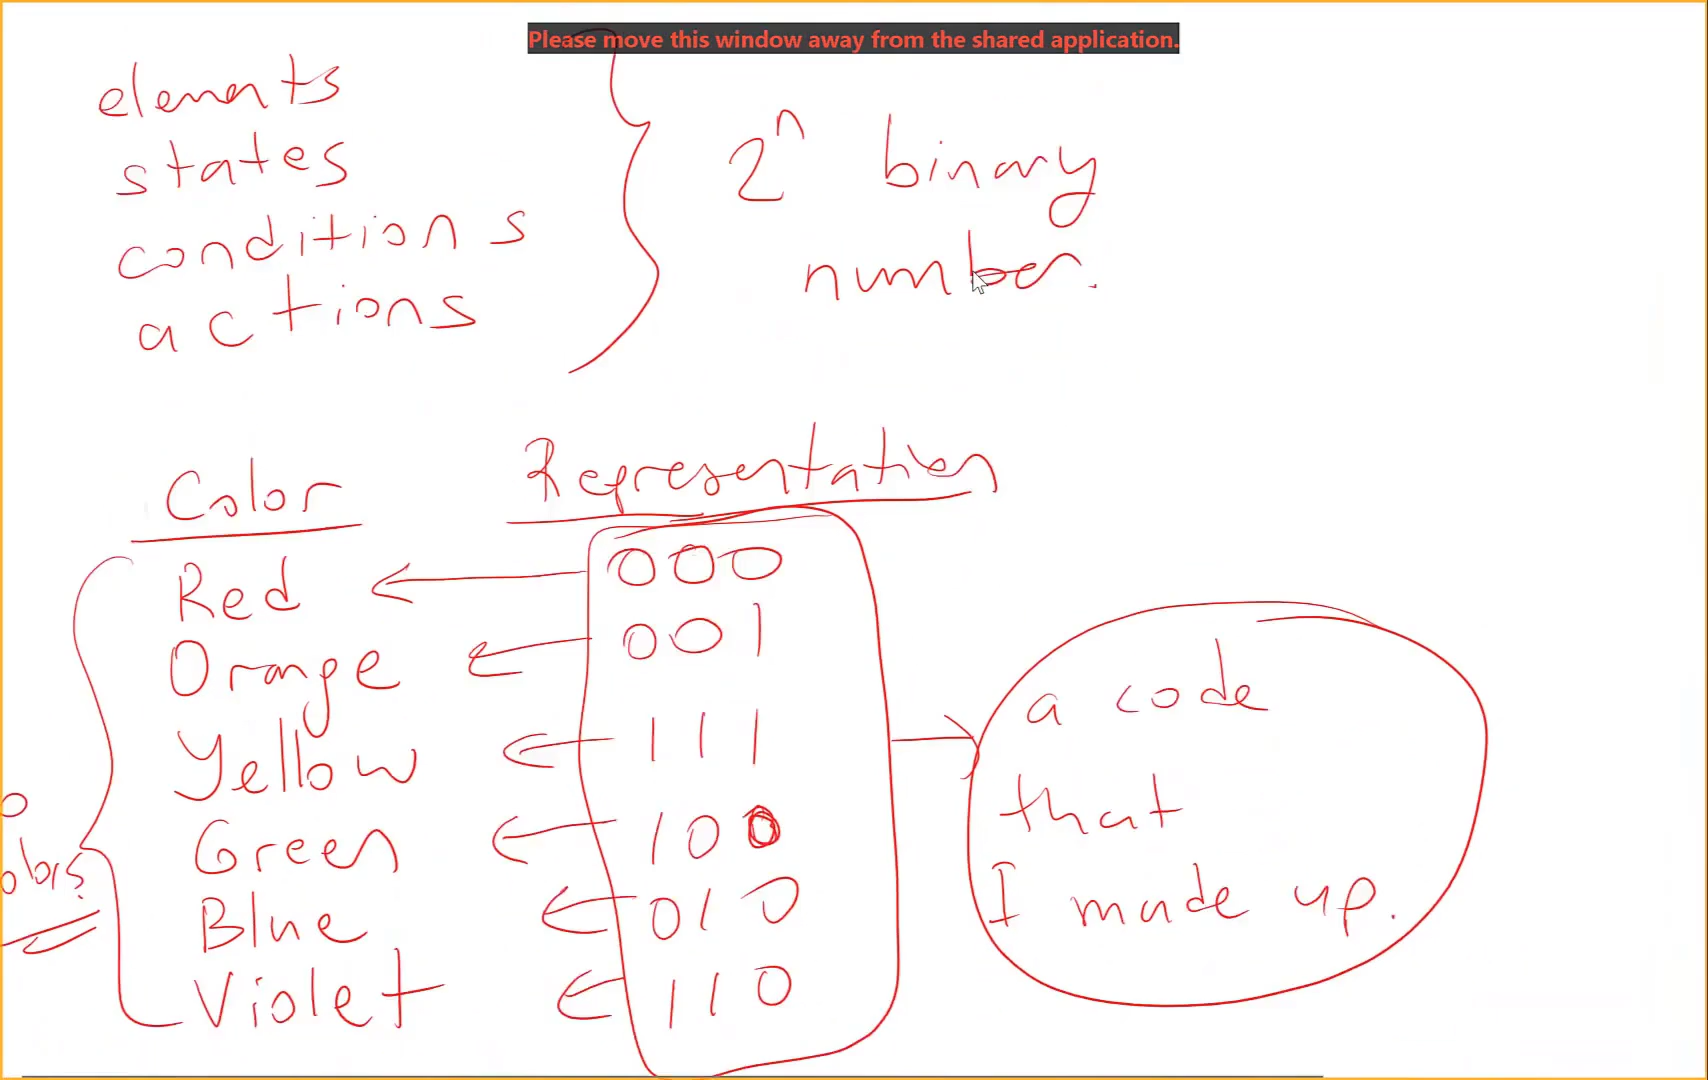 Please move this window away from the shared application.
elements
states
conditions
actions
2^n binary
number.
Color Representation
Red 000
Orange 001
Yellow 111
Green 100
Blue 010
Violet 110
a code
that
I made up.